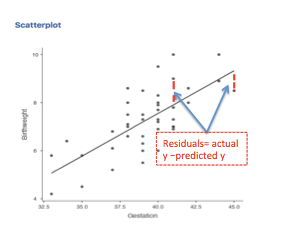 Scatterplot
10
8
6
4
Birthweight
32.5 35.0 37.5 40.0 42.5 45.0
Gestation
Residuals= actual
y –predicted y